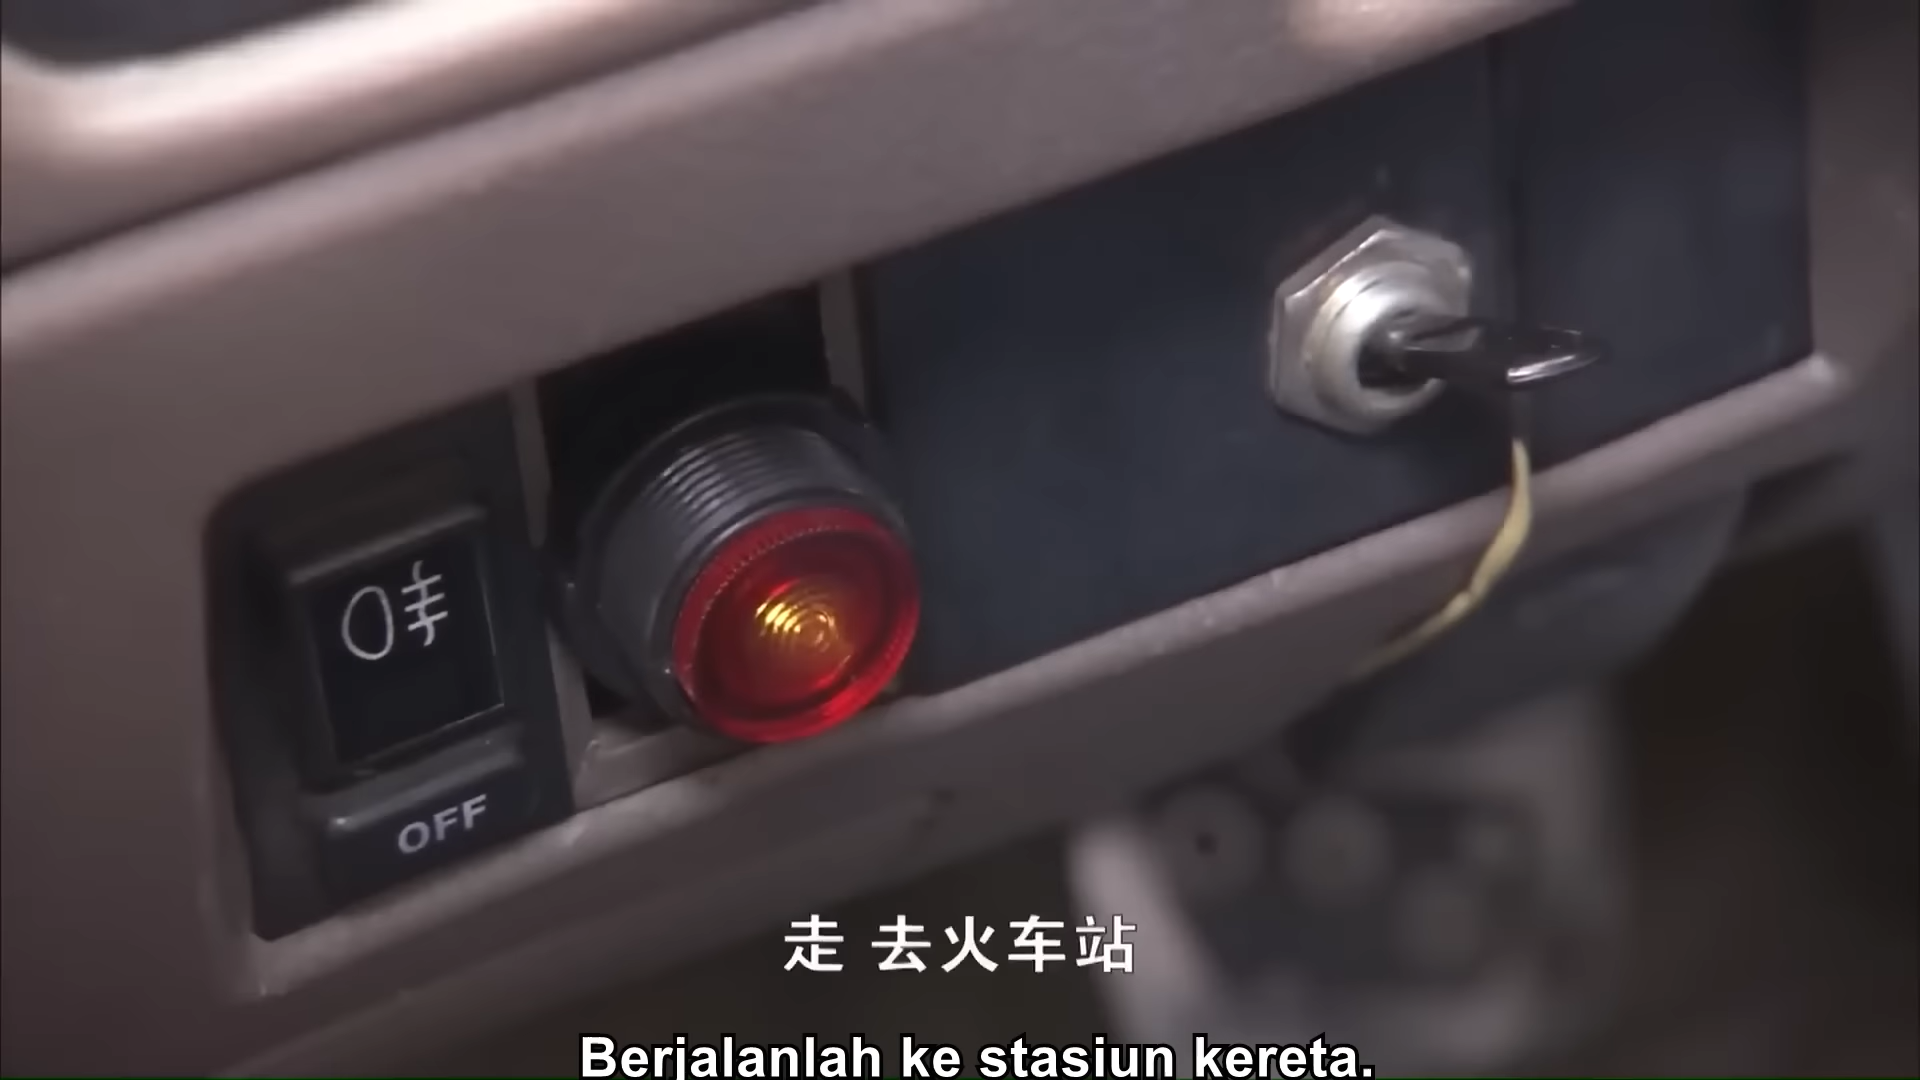 OFF
走 去火车站
Berjalanlah ke stasiun kereta.